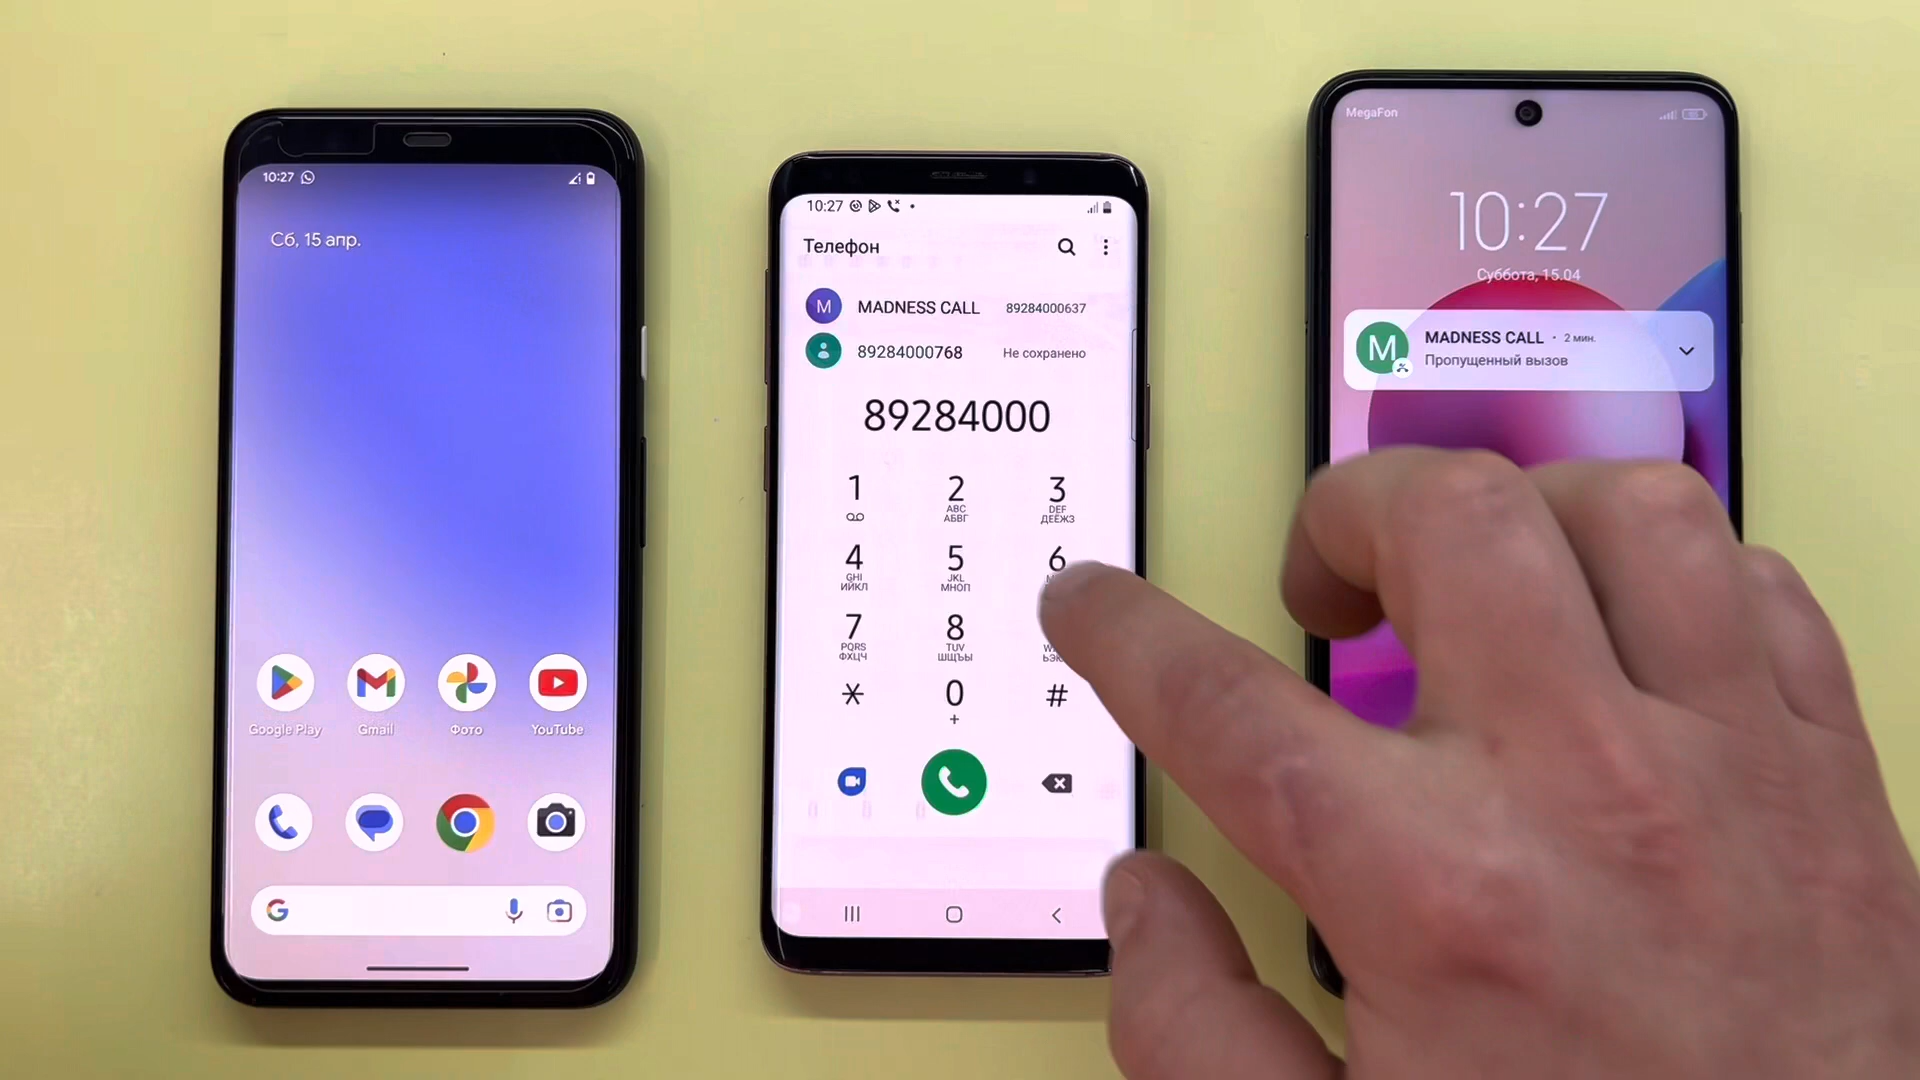 10:27
Сб, 15 апр.
Google Play
Gmail
Фото
YouTube
G
10:27
Телефон
M
MADNESS CALL 89284000637
89284000768 Не сохранено
89284000
1 2 3
ABC DEF
АБВГ ДЕЁЖЗ
4 5 6
GHI JKL
ИЙКЛ МНОП
7 8
PQRS TUV
ФХЦЧ ШЩЪЫ
* 0 #
+
MegaFon
10:27
Суббота, 15.04
M
MADNESS CALL • 2 мин.
Пропущенный вызов